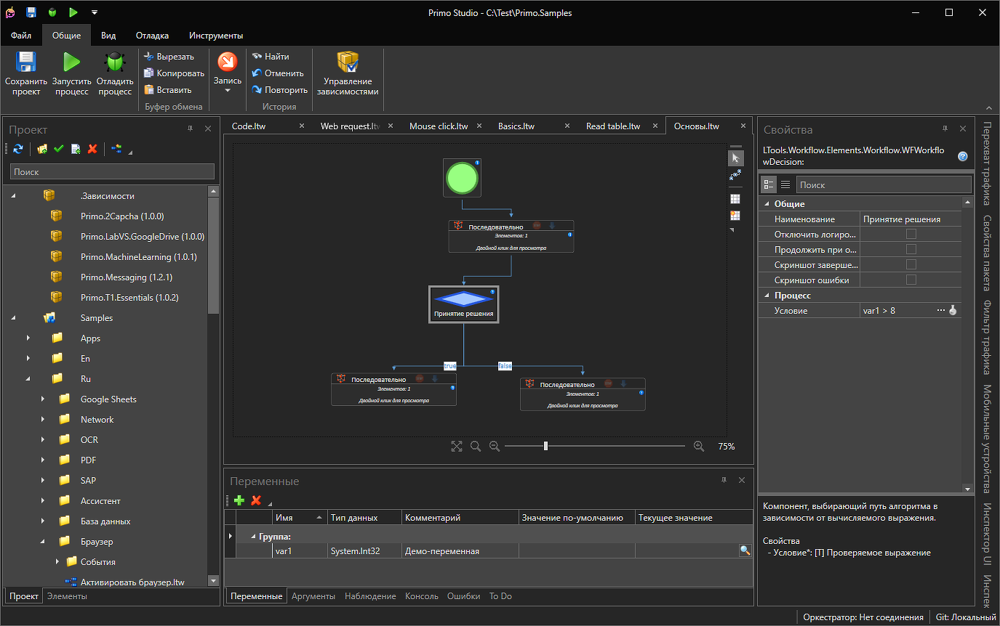 Primo Studio - C:\Test\Primo.Samples
Файл
Общие
Вид
Отладка
Инструменты
Сохранить проект
Запустить процесс
Отладить процесс
Вырезать
Копировать
Вставить
Буфер обмена
Запись
Найти
Отменить
Повторить
История
Управление зависимостями
Проект
Поиск
.Зависимости
Primo.2Capcha (1.0.0)
Primo.LabVS.GoogleDrive (1.0.0)
Primo.MachineLearning (1.0.1)
Primo.Messaging (1.2.1)
Primo.T1.Essentials (1.0.2)
Samples
Apps
En
Ru
Google Sheets
Network
OCR
PDF
SAP
Ассистент
База данных
Браузер
События
Активировать браузер.ltw
Проект
Элементы
Code.ltw
Web request.ltw
Mouse click.ltw
Basics.ltw
Read table.ltw
Основы.ltw
Последовательно
Элементов: 1
Двойной клик для просмотра
Принятие решения
true
false
Последовательно
Элементов: 1
Двойной клик для просмотра
Последовательно
Элементов: 1
Двойной клик для просмотра
75%
Переменные
Имя
Тип данных
Комментарий
Значение по-умолчанию
Текущее значение
Группа:
var1
System.Int32
Демо-переменная
Переменные
Аргументы
Наблюдение
Консоль
Ошибки
To Do
Свойства
LTools.Workflow.Elements.Workflow.WFWorkflo
wDecision:
Поиск
Общие
Наименование
Принятие решения
Отключить логиро...
Продолжить при о...
Скриншот заверше...
Скриншот ошибки
Процесс
Условие
var1 > 8
Компонент, выбирающий путь алгоритма в
зависимости от вычисляемого выражения.
Свойства
- Условие*: [T] Проверяемое выражение
Перехват трафика
Свойства пакета
Фильтр трафика
Мобильные устройства
Инспектор UI
Инспек
Оркестратор: Нет соединения
Git: Локальный